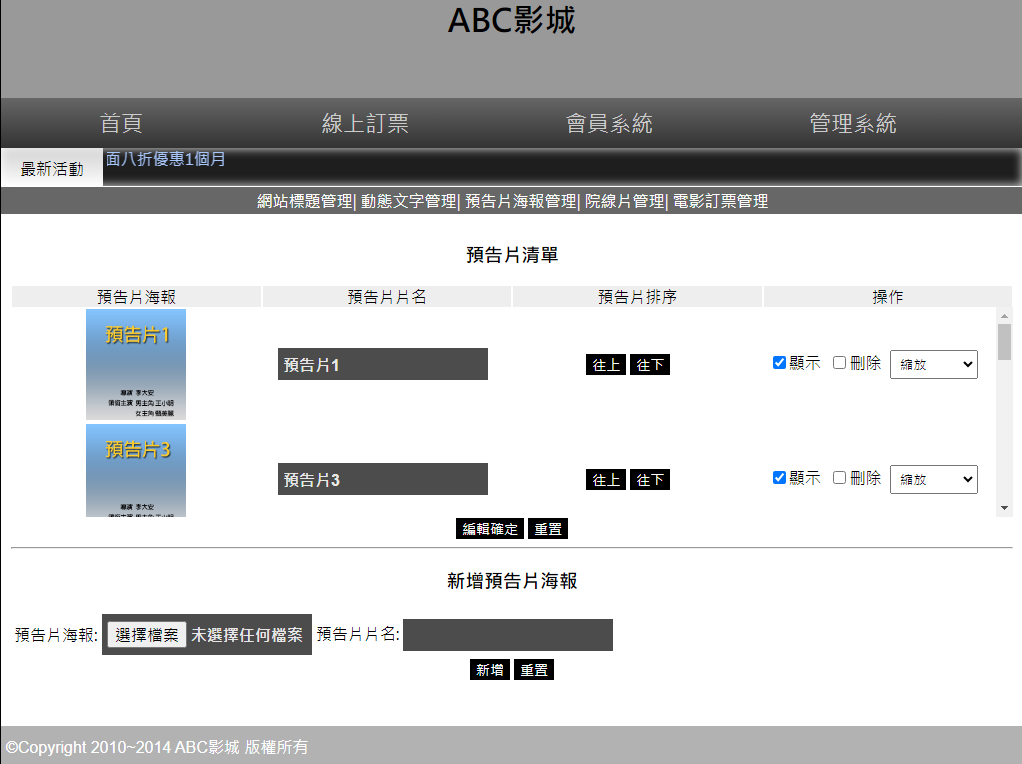 ABC影城
首頁 線上訂票 會員系統 管理系統
最新活動 面八折優惠1個月
網站標題管理| 動態文字管理| 預告片海報管理| 院線片管理| 電影訂票管理
預告片清單
預告片海報 預告片片名 預告片排序 操作
預告片1
導演 李大安
領銜主演 男主角 王小明
女主角
預告片1 往上 往下 顯示 刪除 縮放
預告片3
導演 李大安
預告片3 往上 往下 顯示 刪除 縮放
編輯確定 重置
新增預告片海報
預告片海報: 選擇檔案 未選擇任何檔案 預告片片名:
新增 重置
©Copyright 2010~2014 ABC影城 版權所有